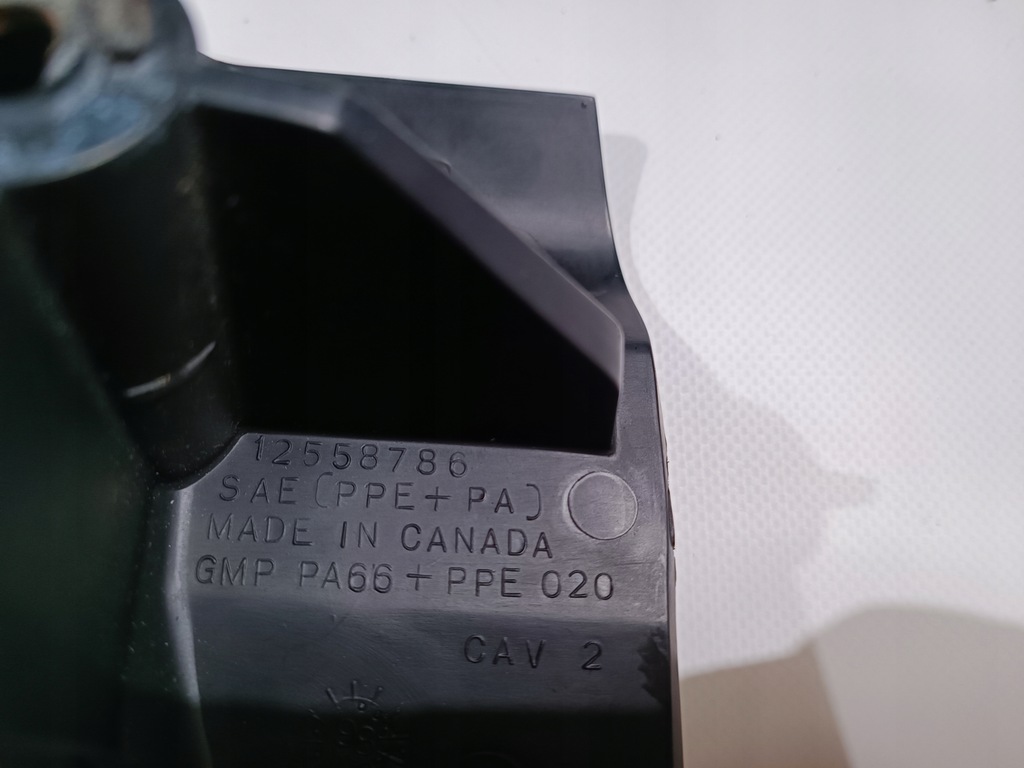 12558786
SAE (PPE+PA)
MADE IN CANADA
GMP PA66+PPE 020
CAV 2